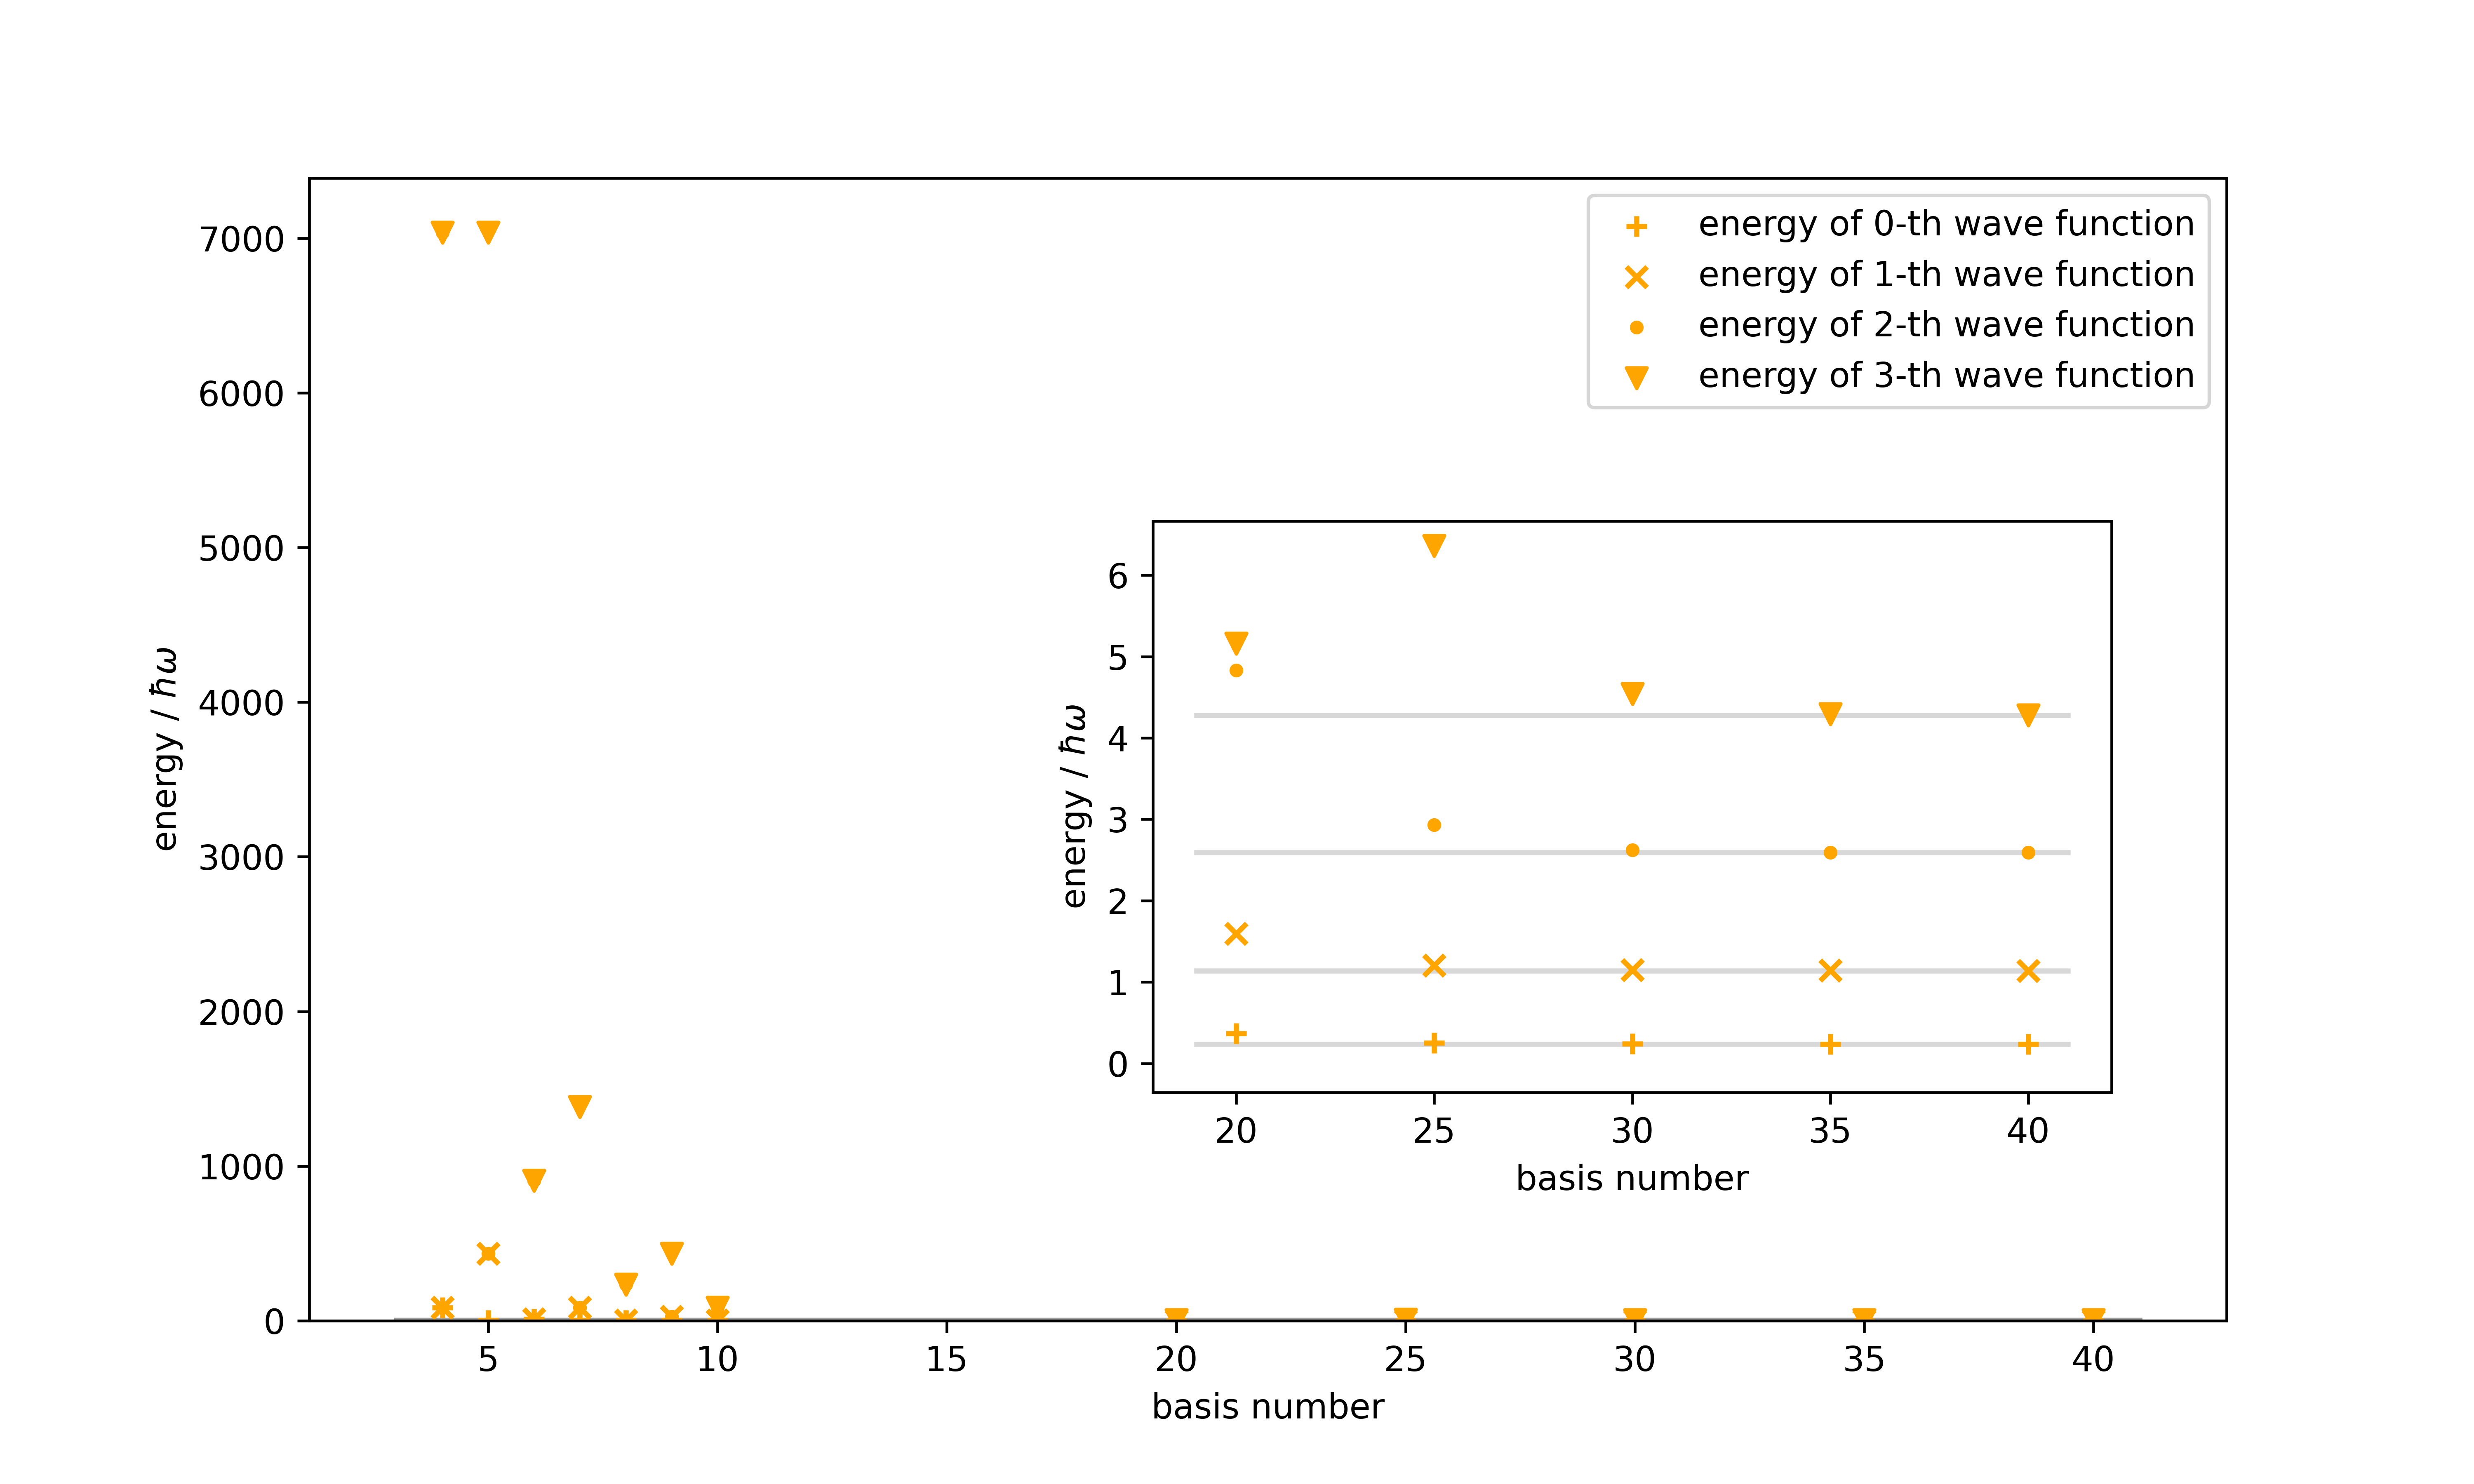 energy of 0-th wave function
energy of 1-th wave function
energy of 2-th wave function
energy of 3-th wave function
7000
6000
5000
4000
3000
2000
1000
0
energy / ħω
5 10 15 20 25 30 35 40
basis number
6
5
4
3
2
1
0
energy / ħω
20 25 30 35 40
basis number